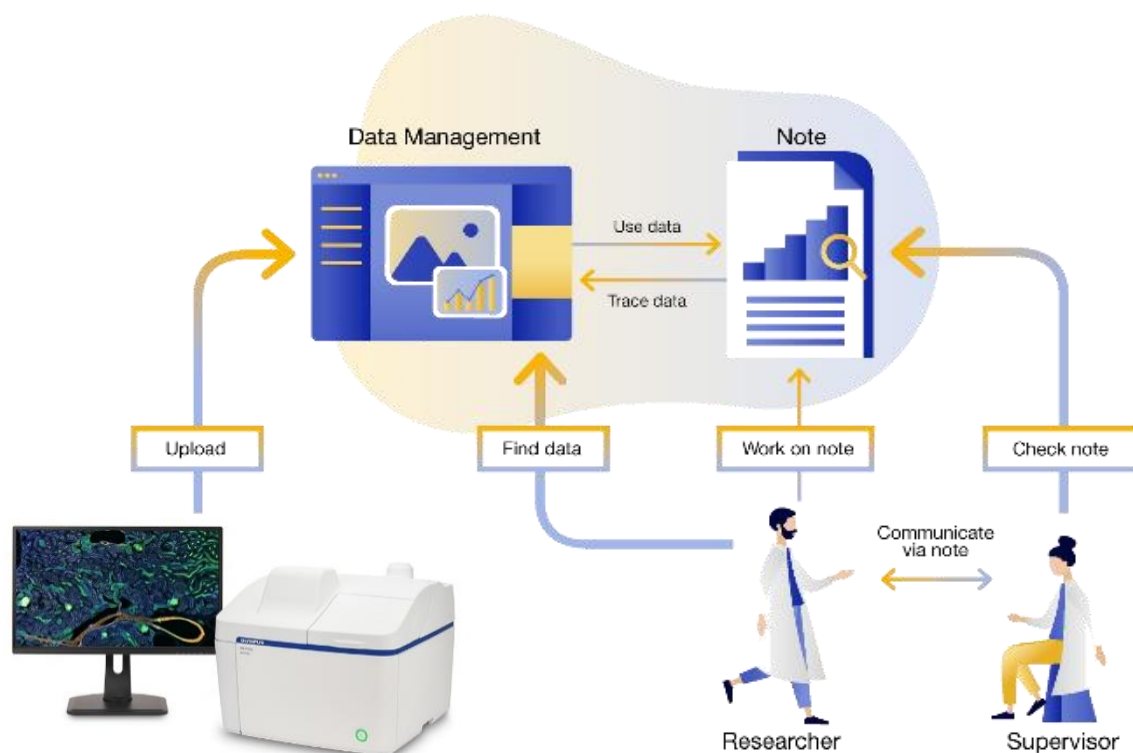 Data Management
Note
Use data
Trace data
Upload
Find data
Work on note
Check note
Communicate
via note
OLYMPUS
Researcher
Supervisor